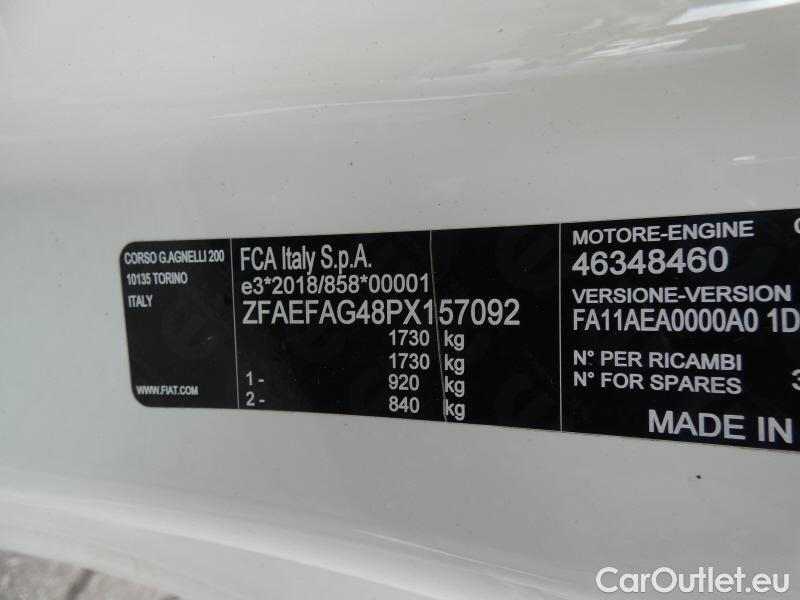 CORSO G.AGNELLI 200
10135 TORINO
ITALY
WWW.FIAT.COM
FCA Italy S.p.A.
e3*2018/858*00001
ZFAEFAG48PX157092
1730 kg
1730 kg
1 - 920 kg
2 - 840 kg
MOTORE-ENGINE
46348460
VERSIONE-VERSION
FA11AEA0000A0 1D
N° PER RICAMBI
N° FOR SPARES
MADE IN
CarOutlet.eu